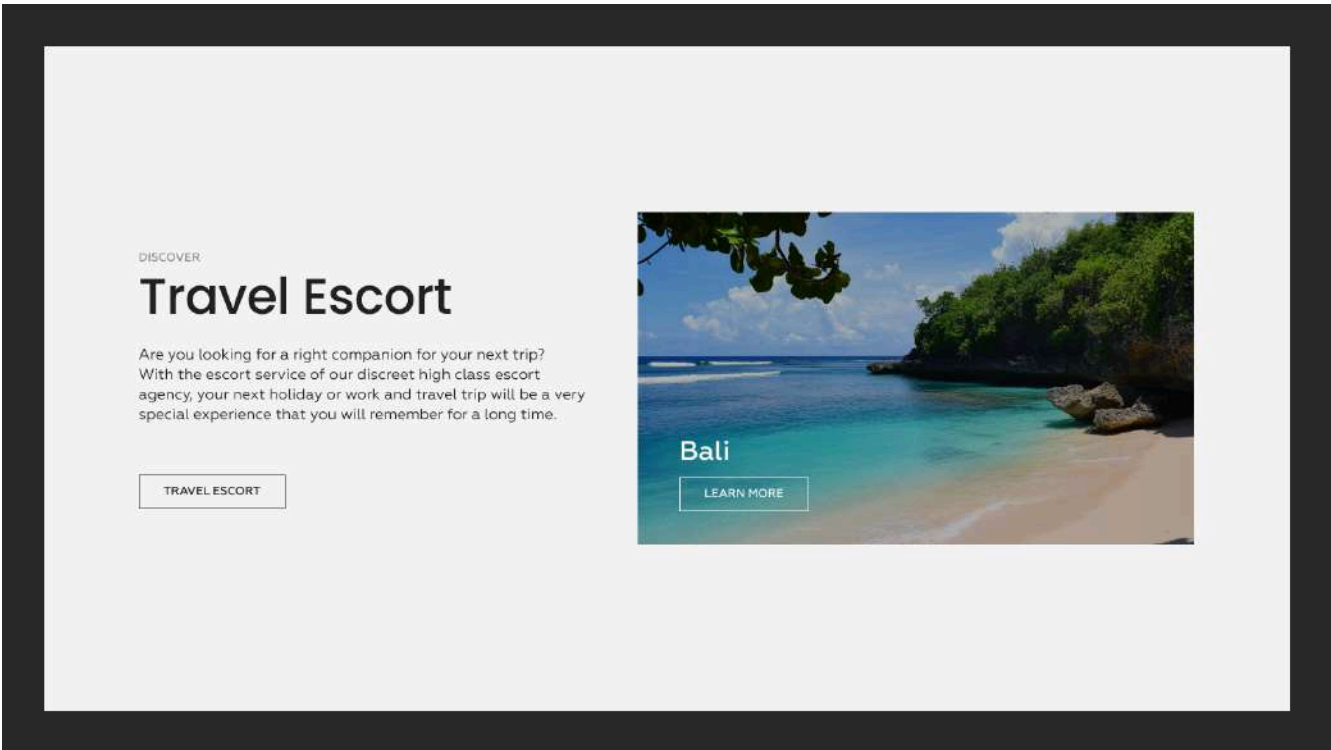 DISCOVER
Travel Escort
Are you looking for a right companion for your next trip?
With the escort service of our discreet high class escort
agency, your next holiday or work and travel trip will be a very
special experience that you will remember for a long time.
TRAVEL ESCORT
Bali
LEARN MORE